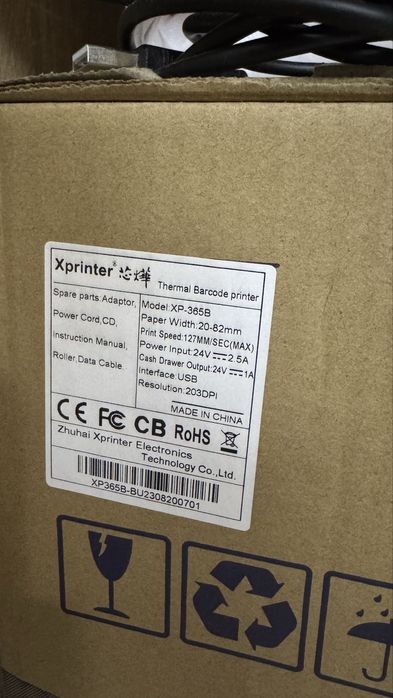 Xprinter® 芯烨 Thermal Barcode printer
Spare parts:Adaptor,
Power Cord,CD,
Instruction Manual,
Roller,Data Cable.
Model:XP-365B
Paper Width:20-82mm
Print Speed:127MM/SEC(MAX)
Power Input:24V⎓2.5A
Cash Drawer Output:24V⎓1A
Interface:USB
Resolution:203DPI
MADE IN CHINA
CE FC CB RoHS
Zhuhai Xprinter Electronics
Technology Co.,Ltd.
XP365B-BU2308200701